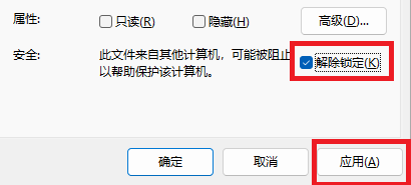 属性: 只读(R) 隐藏(H) 高级(D)...
安全: 此文件来自其他计算机，可能被阻止 解除锁定(K)
以帮助保护该计算机。
确定 取消 应用(A)